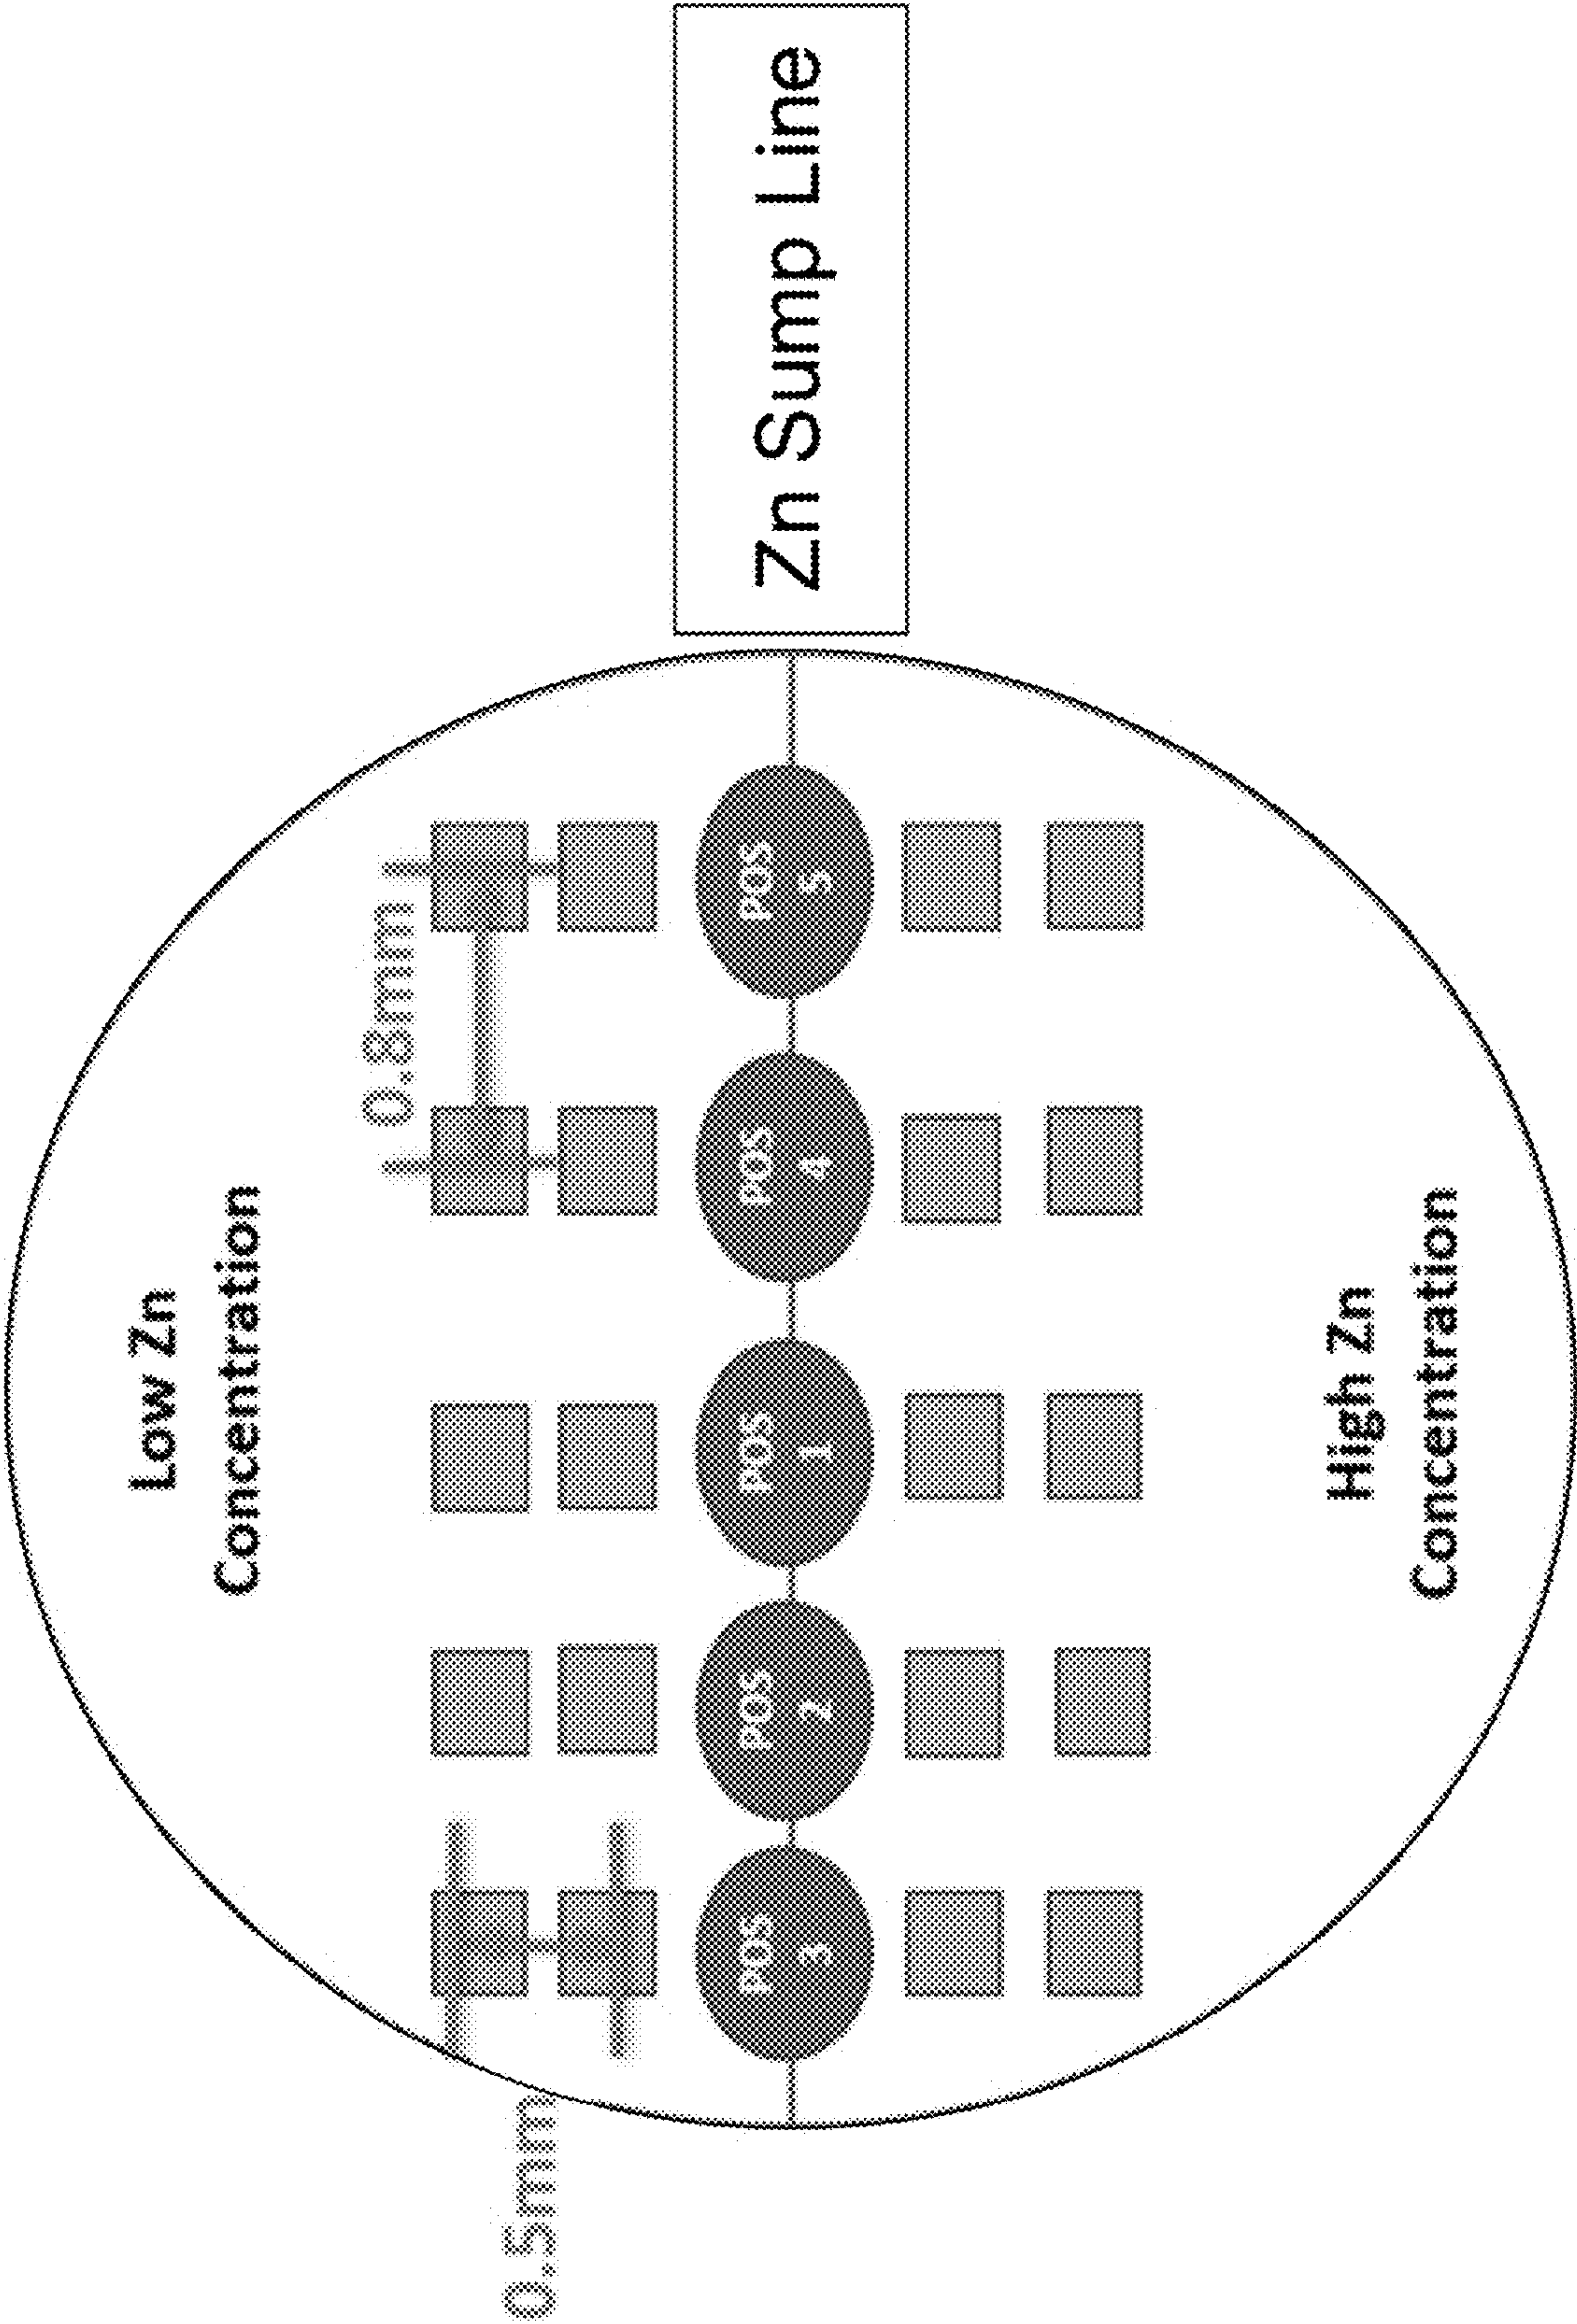 Low Zn
Concentration
0.8mm
0.5mm
POS
3
POS
2
POS
1
POS
4
POS
5
Zn Sump Line
High Zn
Concentration